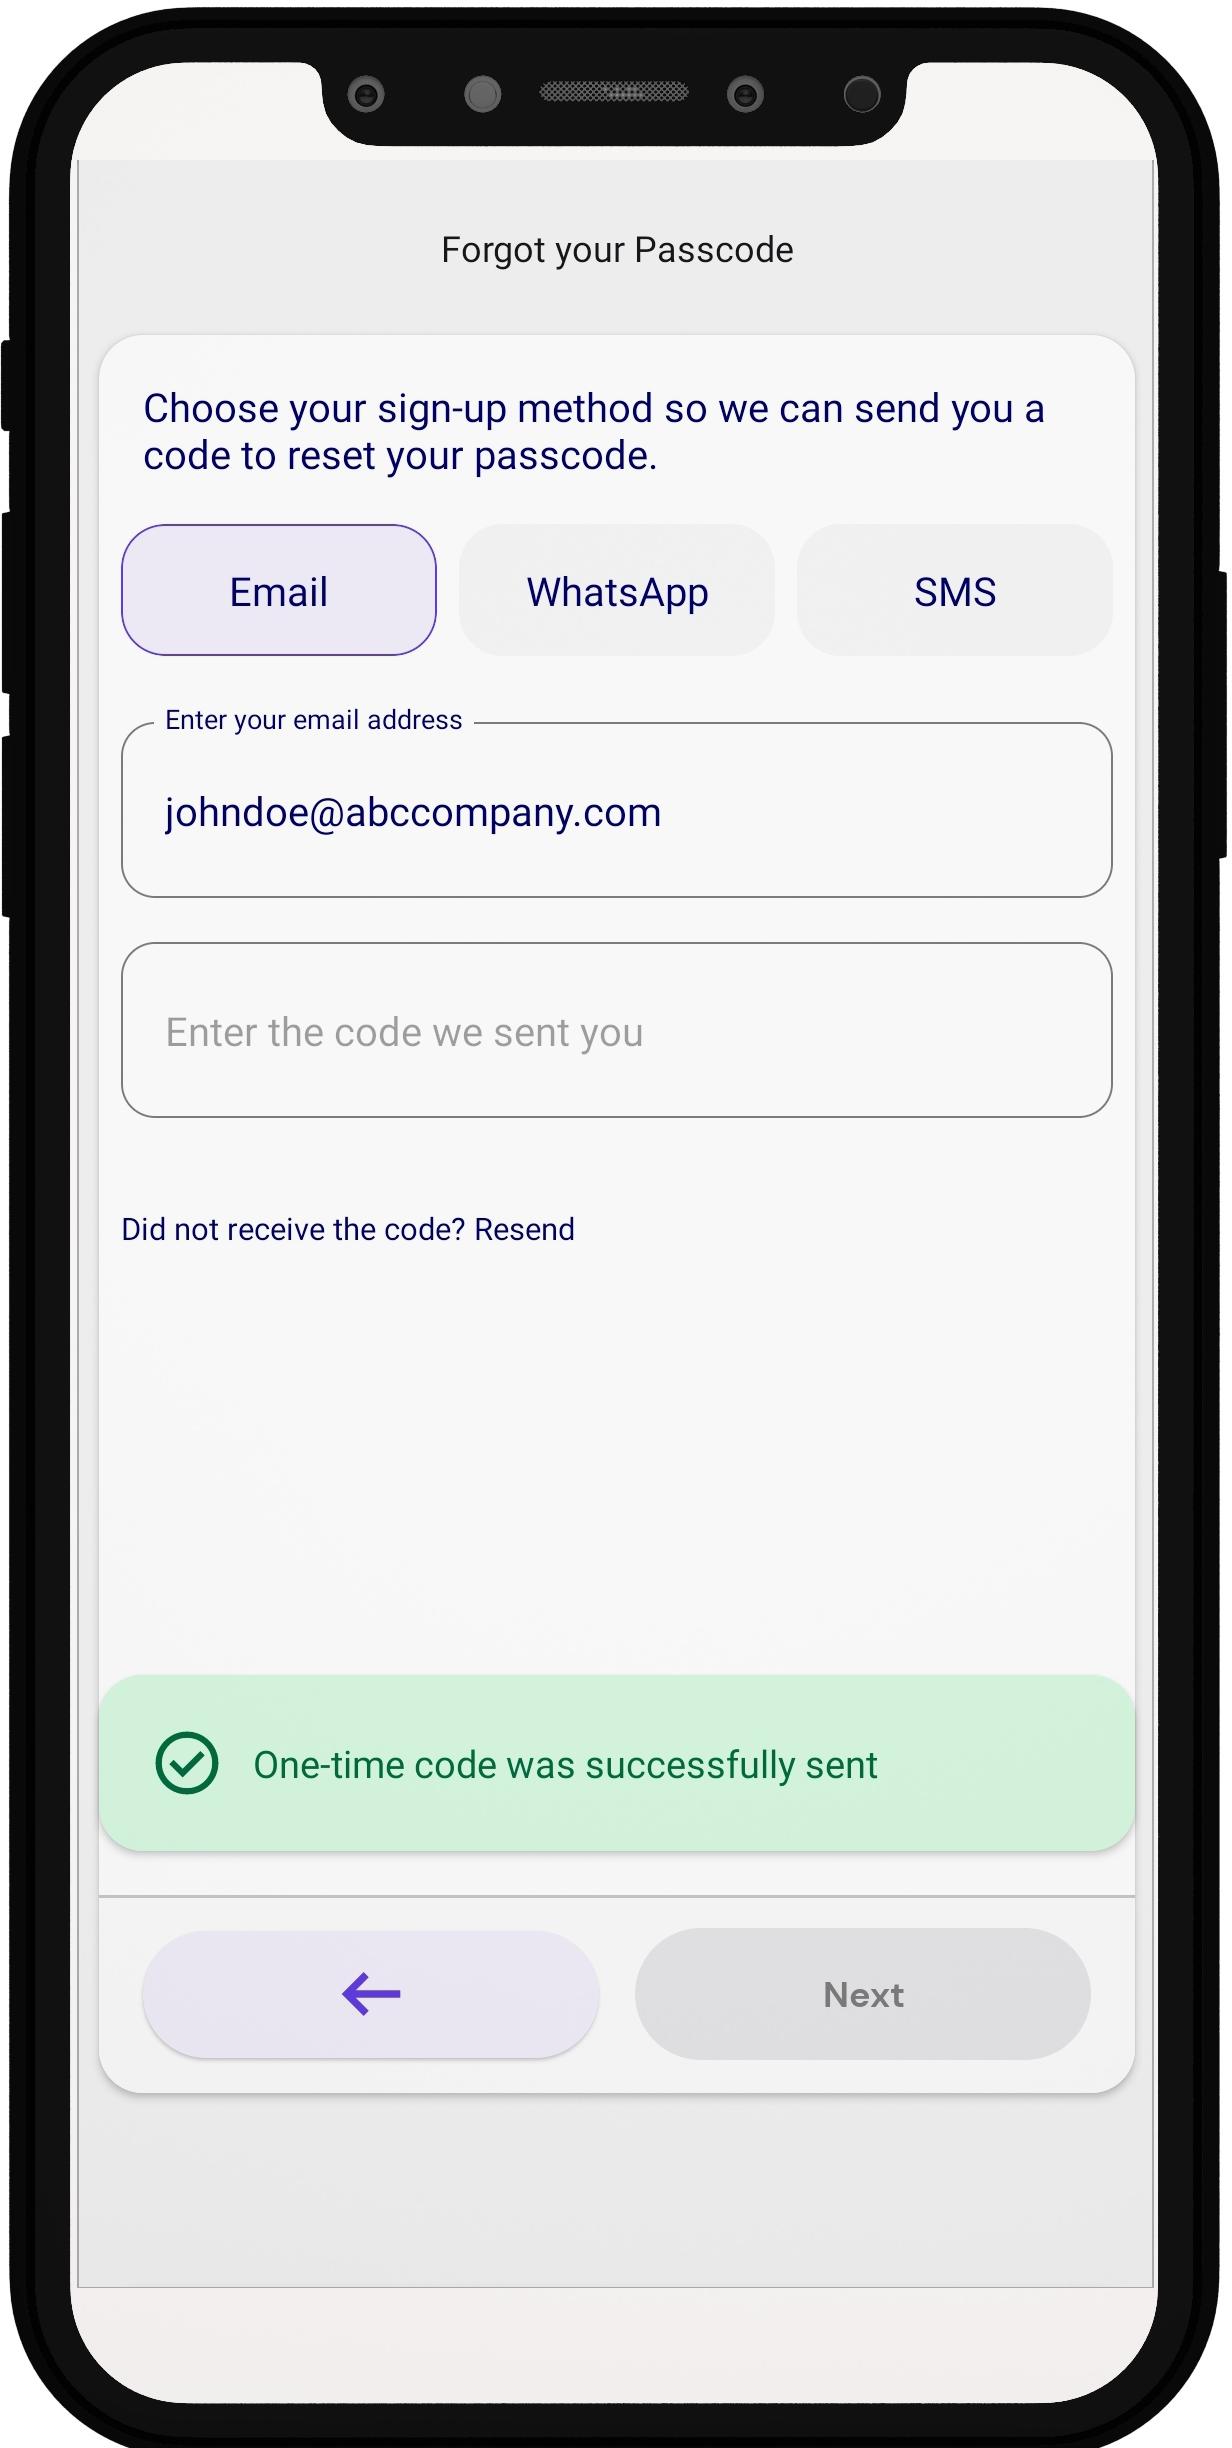 Forgot your Passcode
Choose your sign-up method so we can send you a
code to reset your passcode.
Email
WhatsApp
SMS
Enter your email address
johndoe@abccompany.com
Enter the code we sent you
Did not receive the code? Resend
One-time code was successfully sent
Next